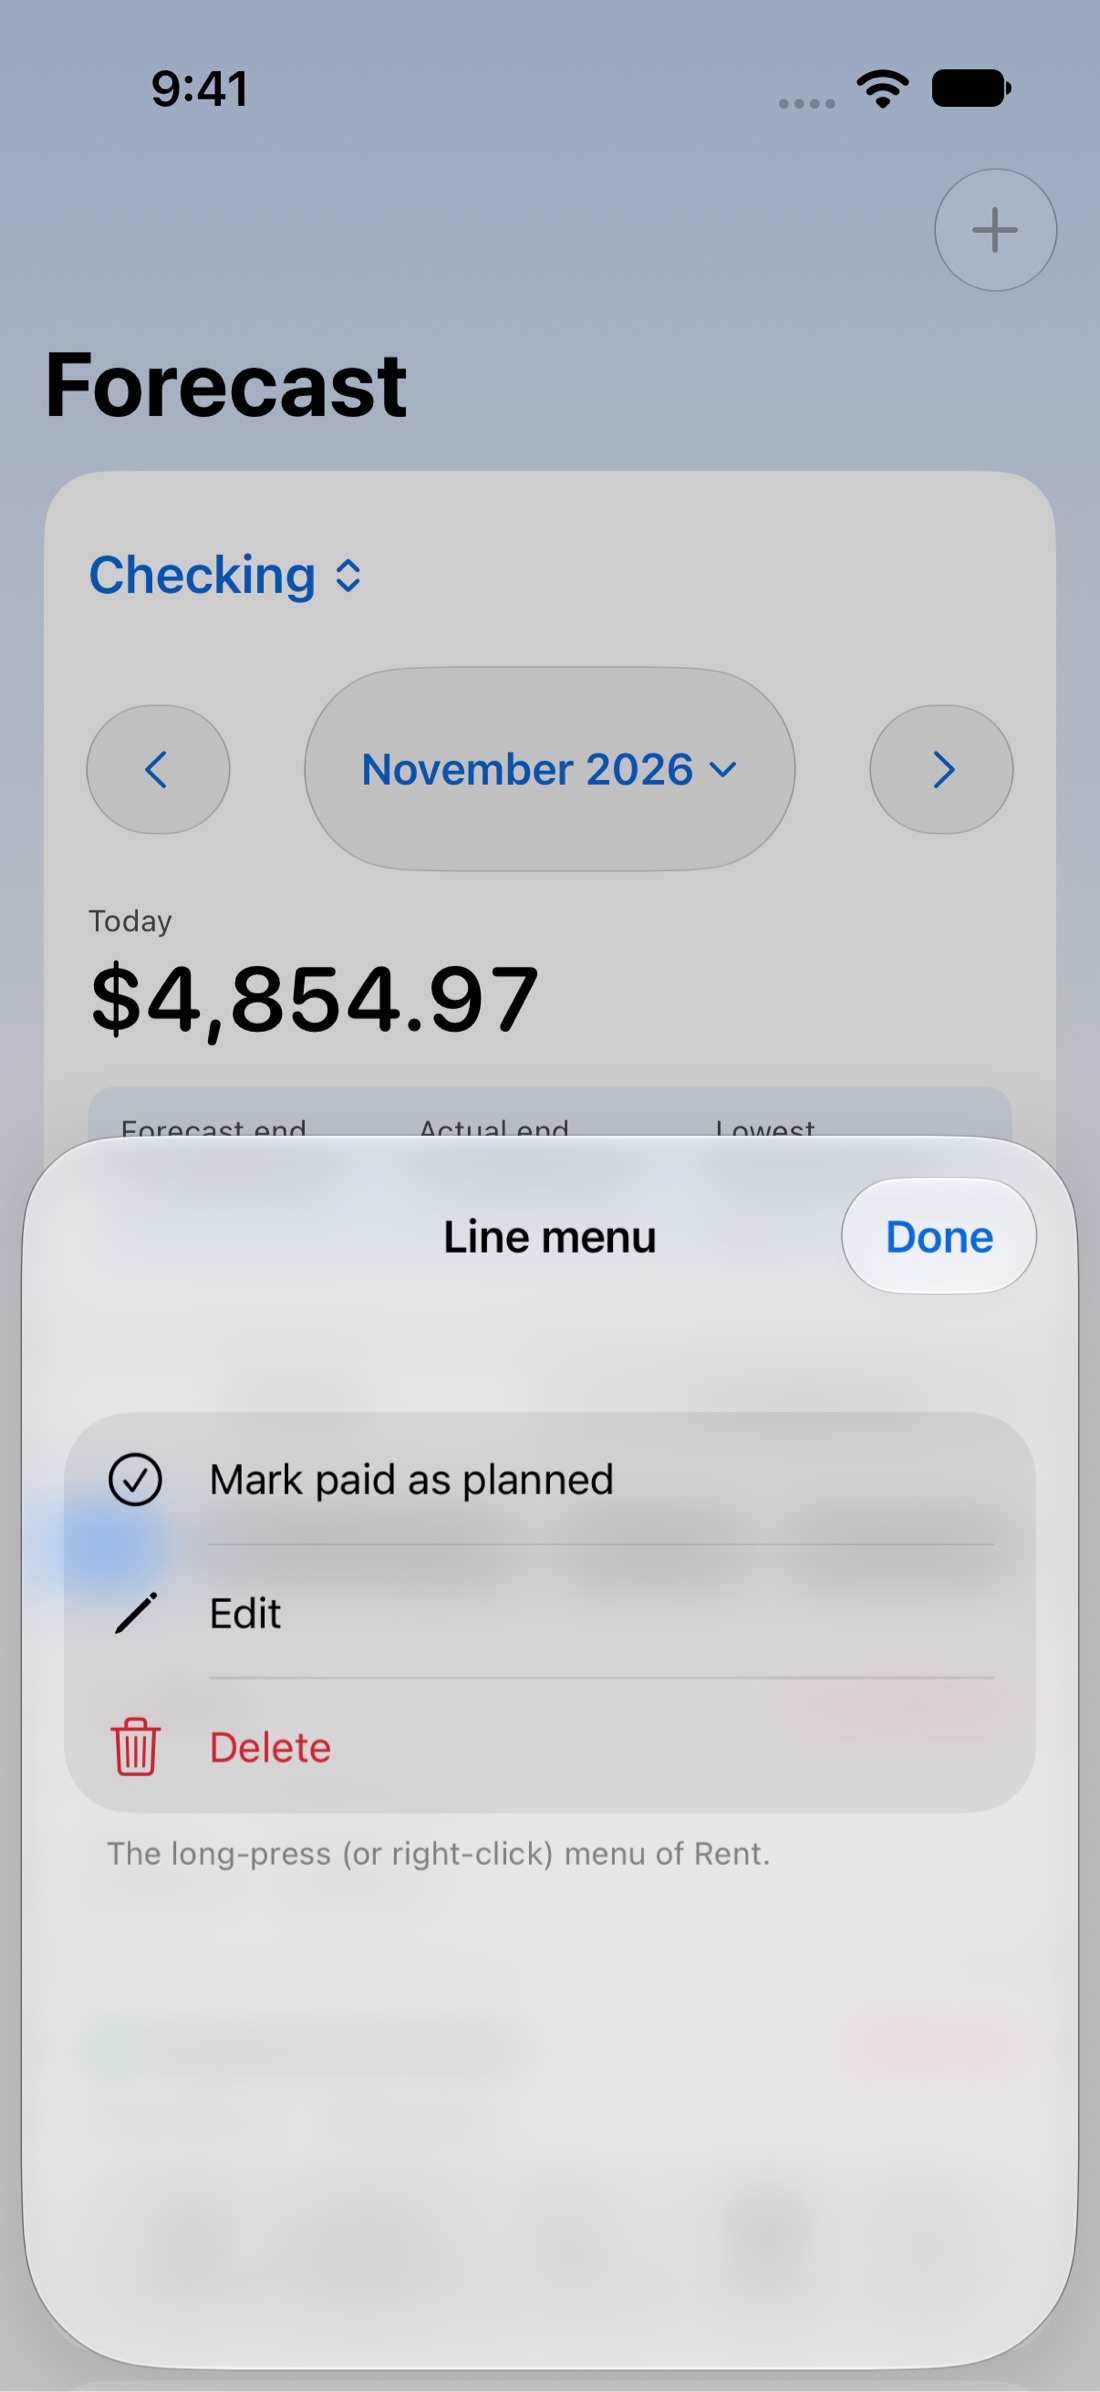 9:41
Forecast
Checking
November 2026
Today
$4,854.97
Forecast end
Actual end
Lowest
Line menu
Done
Mark paid as planned
Edit
Delete
The long-press (or right-click) menu of Rent.